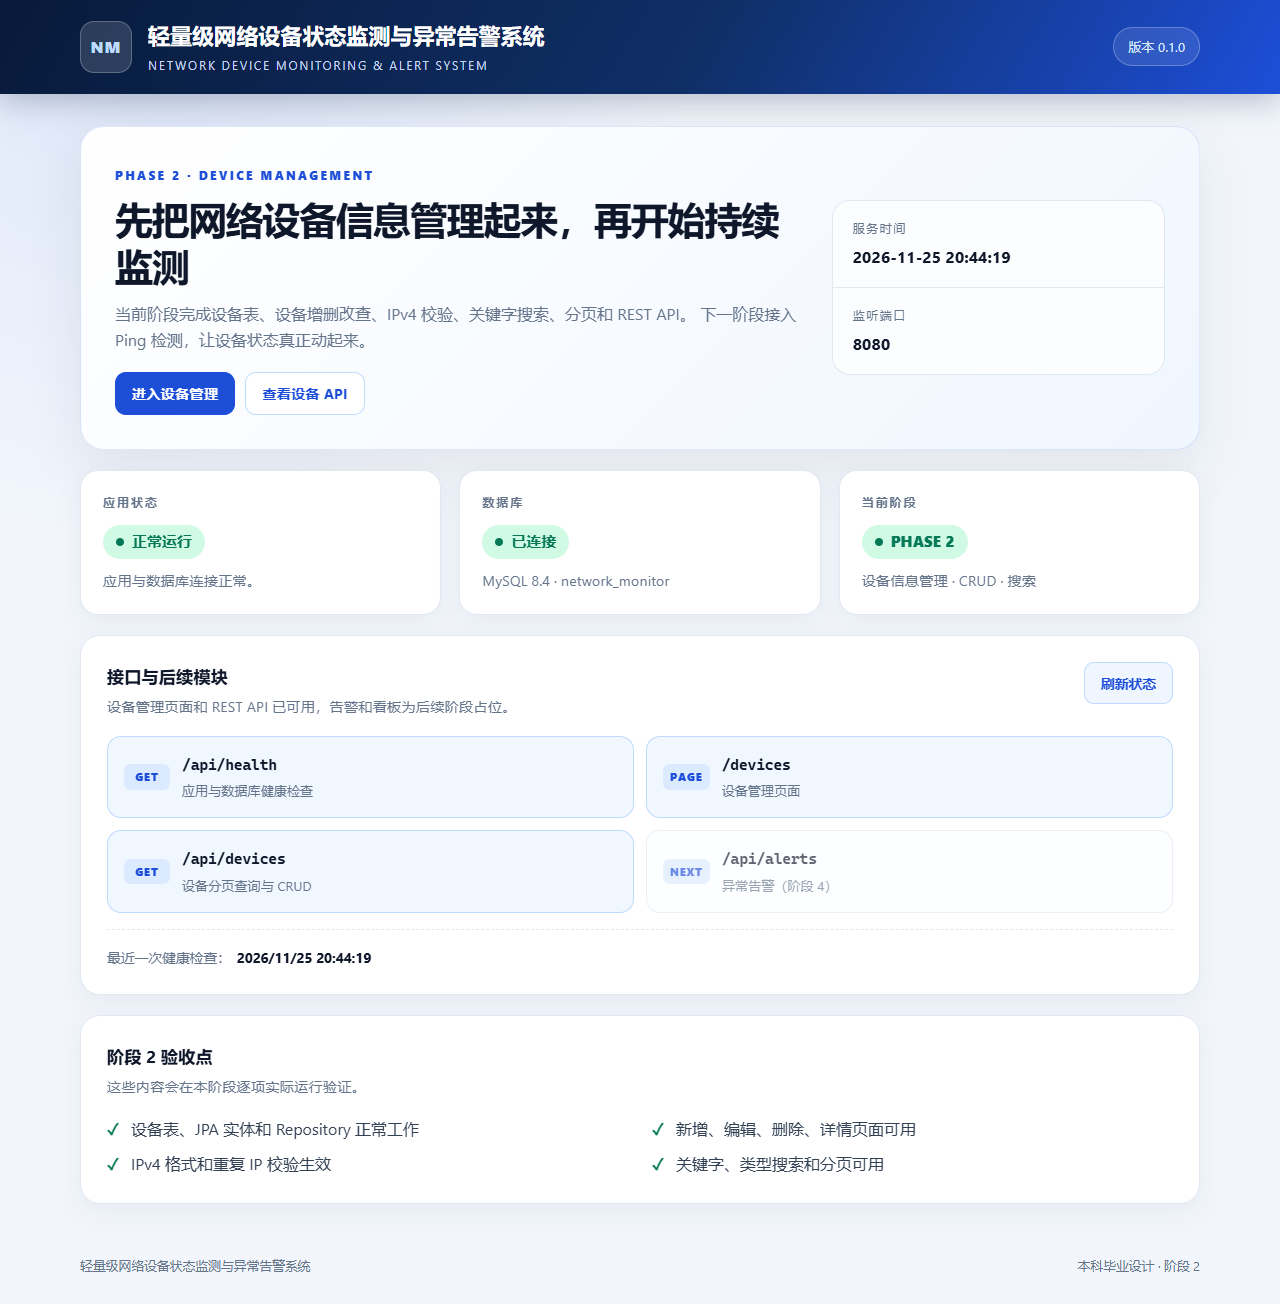 NM
轻量级网络设备状态监测与异常告警系统
NETWORK DEVICE MONITORING & ALERT SYSTEM
版本 0.1.0
PHASE 2 · DEVICE MANAGEMENT
先把网络设备信息管理起来，再开始持续
监测
当前阶段完成设备表、设备增删改查、IPv4 校验、关键字搜索、分页和 REST API。 下一阶段接入
Ping 检测，让设备状态真正动起来。
进入设备管理
查看设备 API
服务时间
2026-11-25 20:44:19
监听端口
8080
应用状态
正常运行
应用与数据库连接正常。
数据库
已连接
MySQL 8.4 · network_monitor
当前阶段
PHASE 2
设备信息管理 · CRUD · 搜索
接口与后续模块
设备管理页面和 REST API 已可用，告警和看板为后续阶段占位。
刷新状态
GET
/api/health
应用与数据库健康检查
PAGE
/devices
设备管理页面
GET
/api/devices
设备分页查询与 CRUD
NEXT
/api/alerts
异常告警（阶段 4）
最近一次健康检查： 2026/11/25 20:44:19
阶段 2 验收点
这些内容会在本阶段逐项实际运行验证。
✓ 设备表、JPA 实体和 Repository 正常工作
✓ 新增、编辑、删除、详情页面可用
✓ IPv4 格式和重复 IP 校验生效
✓ 关键字、类型搜索和分页可用
轻量级网络设备状态监测与异常告警系统
本科毕业设计 · 阶段 2